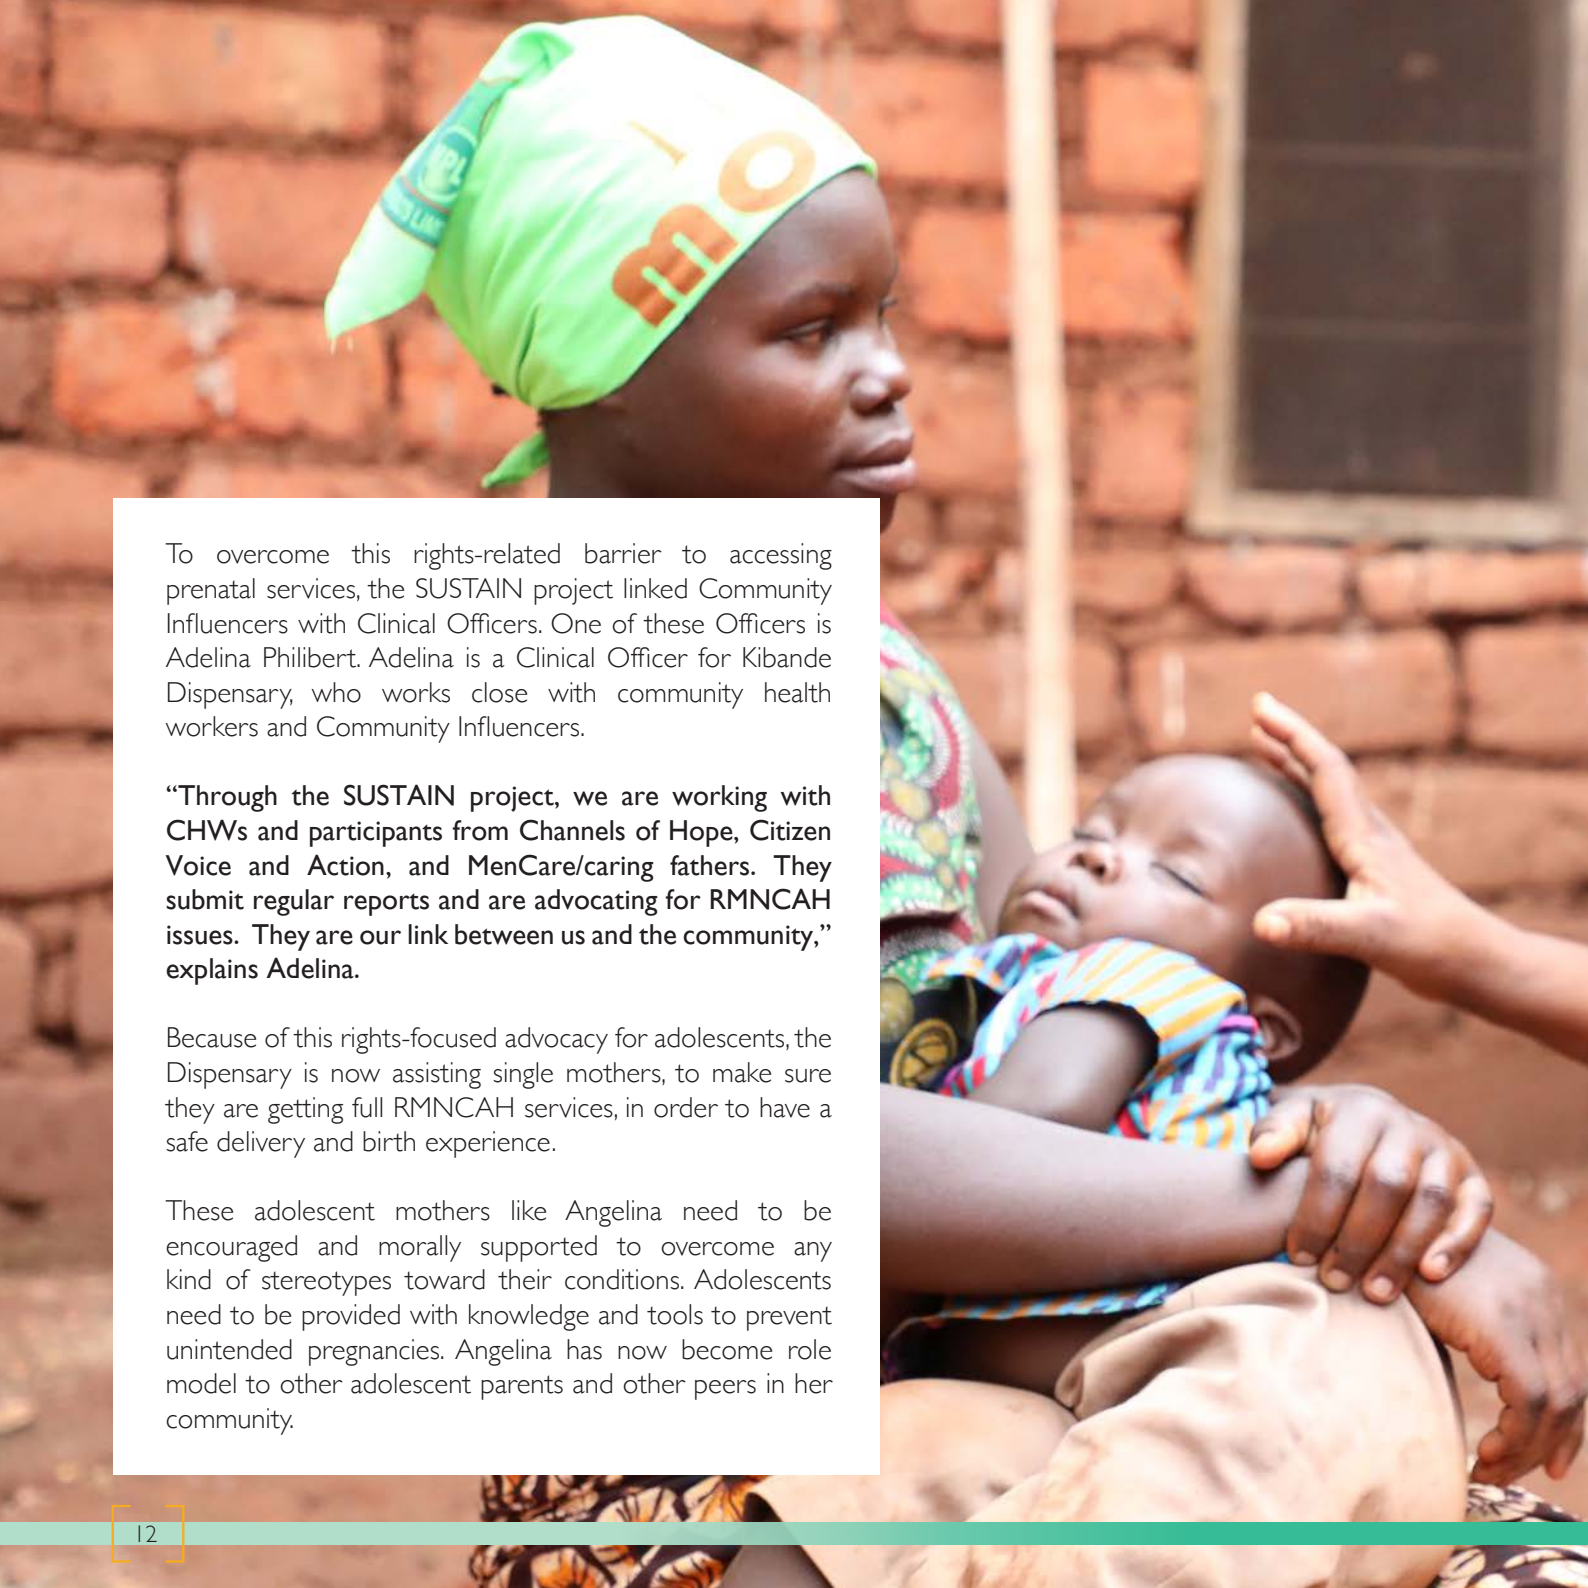 mo
To overcome this rights-related barrier to accessing
prenatal services, the SUSTAIN project linked Community
Influencers with Clinical Officers. One of these Officers is
Adelina Philibert. Adelina is a Clinical Officer for Kibande
Dispensary, who works close with community health
workers and Community Influencers.
“Through the SUSTAIN project, we are working with
CHWs and participants from Channels of Hope, Citizen
Voice and Action, and MenCare/caring fathers. They
submit regular reports and are advocating for RMNCAH
issues.  They are our link between us and the community,”
explains Adelina.
Because of this rights-focused advocacy for adolescents, the
Dispensary is now assisting single mothers, to make sure
they are getting full RMNCAH services, in order to have a
safe delivery and birth experience.
These adolescent mothers like Angelina need to be
encouraged and morally supported to overcome any
kind of stereotypes toward their conditions. Adolescents
need to be provided with knowledge and tools to prevent
unintended pregnancies. Angelina has now become role
model to other adolescent parents and other peers in her
community.
12